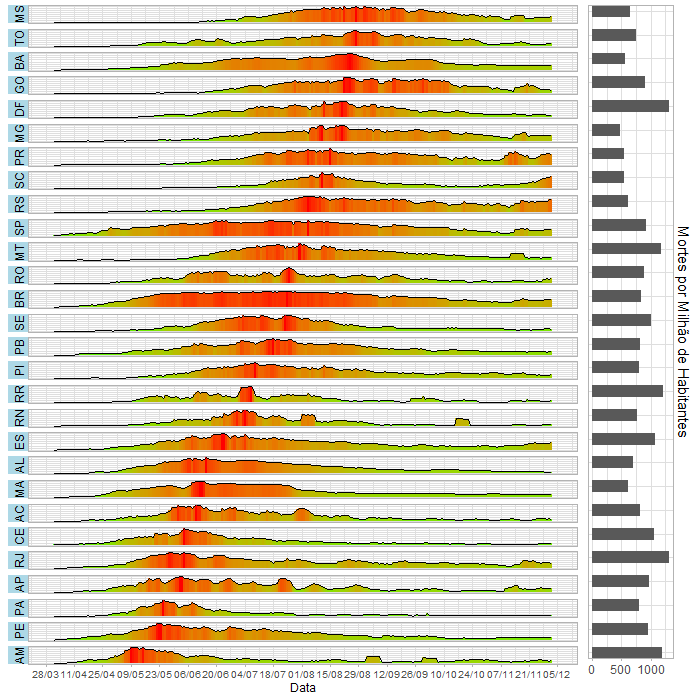 MS
TO
BA
GO
DF
MG
PR
SC
RS
SP
MT
RO
BR
SE
PB
PI
RR
RN
ES
AL
MA
AC
CE
RJ
AP
PA
PE
AM
28/03 11/04 25/04 09/05 23/05 06/06 20/06 04/07 18/07 01/08 15/08 29/08 12/09 26/09 10/10 24/10 07/11 21/11 05/12
Data
0 500 1000
Mortes por Milhão de Habitantes